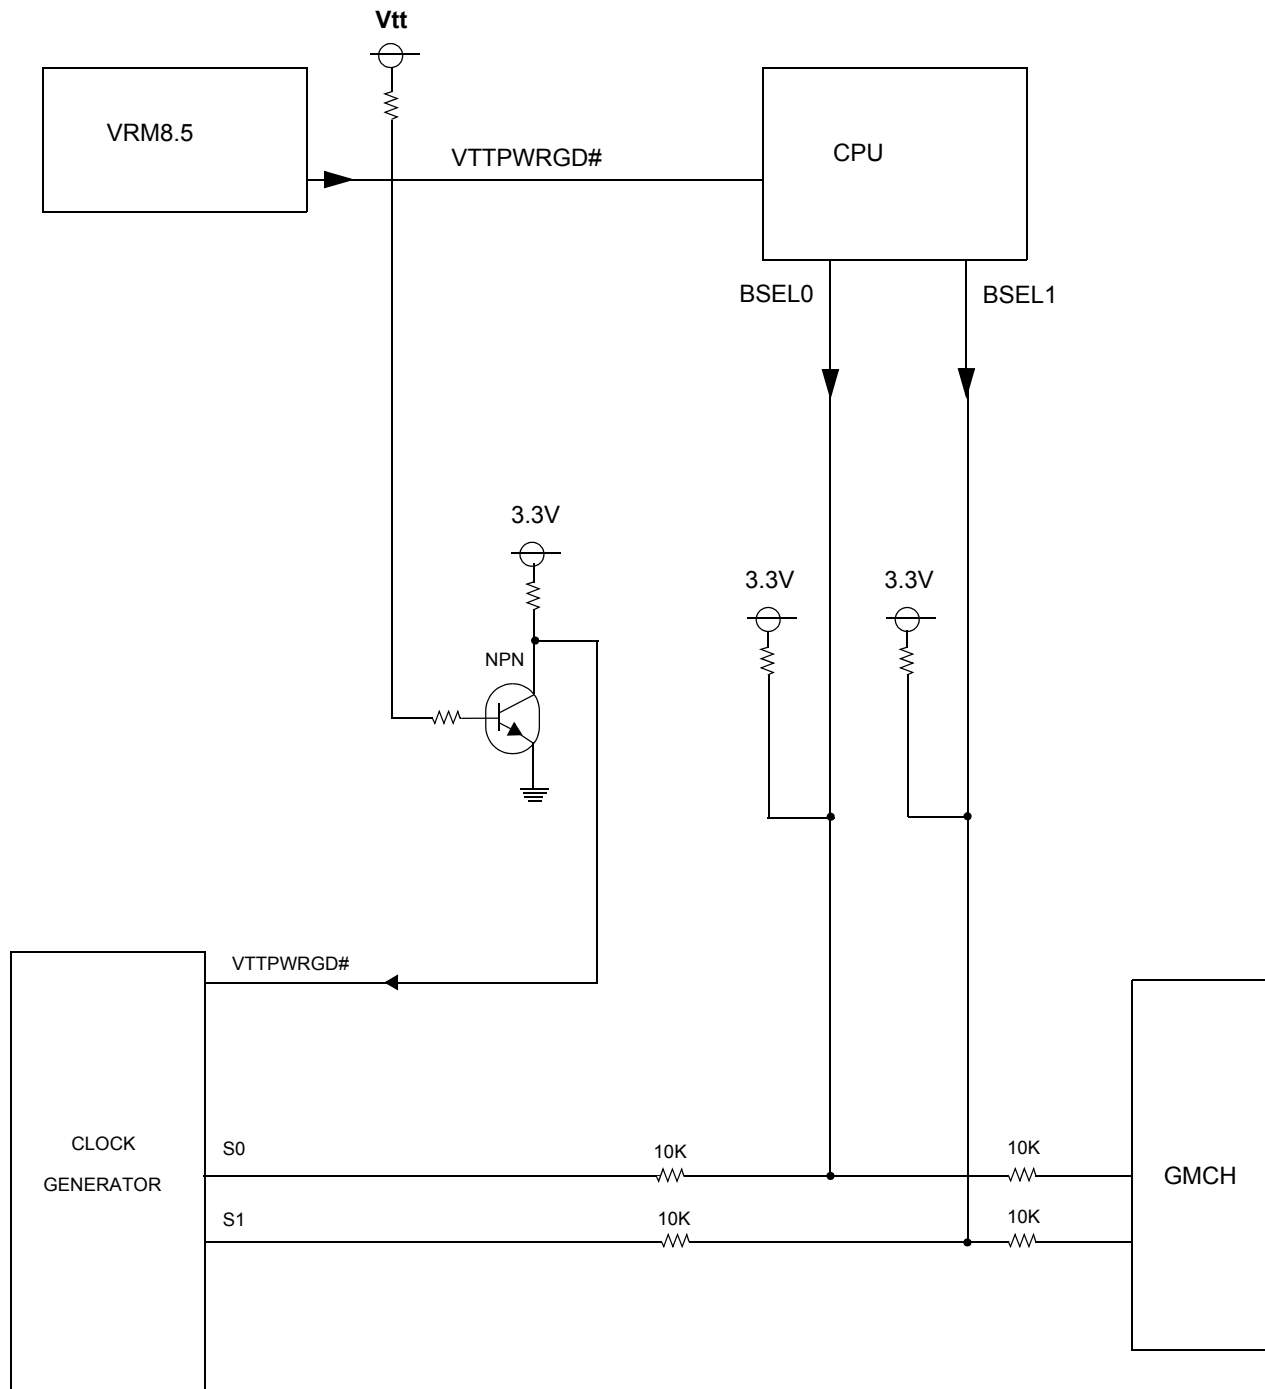 Vtt
VRM8.5
VTTPWRGD#
CPU
BSEL0
BSEL1
3.3V
3.3V
3.3V
NPN
VTTPWRGD#
CLOCK
GENERATOR
S0
10K
10K
GMCH
S1
10K
10K